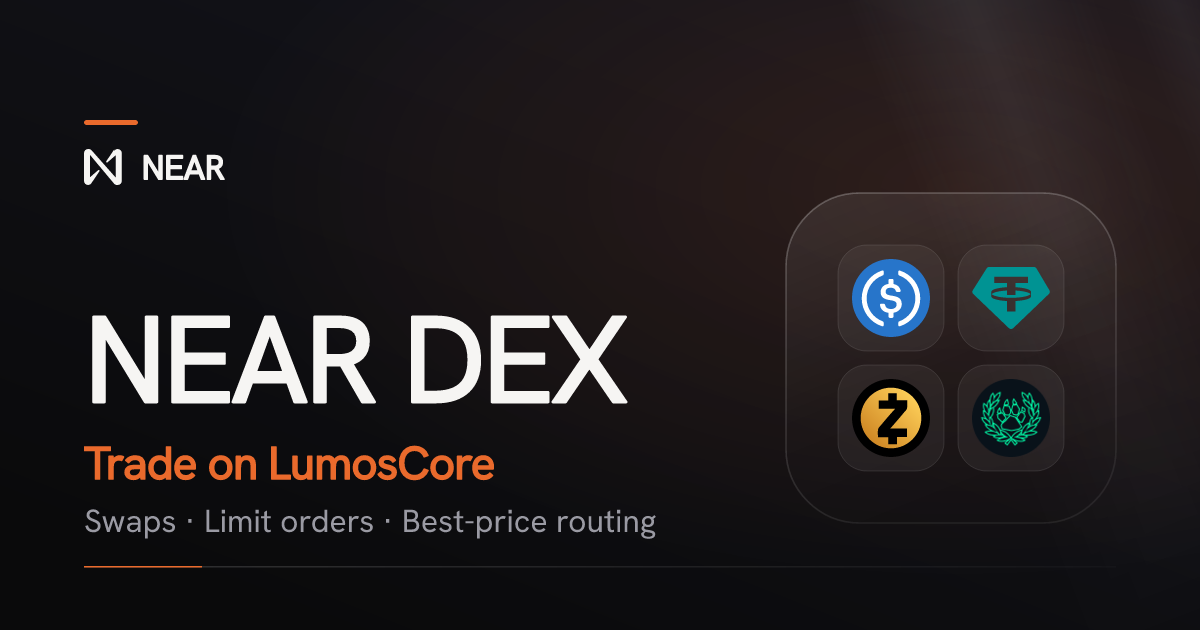 NEAR
NEAR DEX
Trade on LumosCore
Swaps · Limit orders · Best-price routing